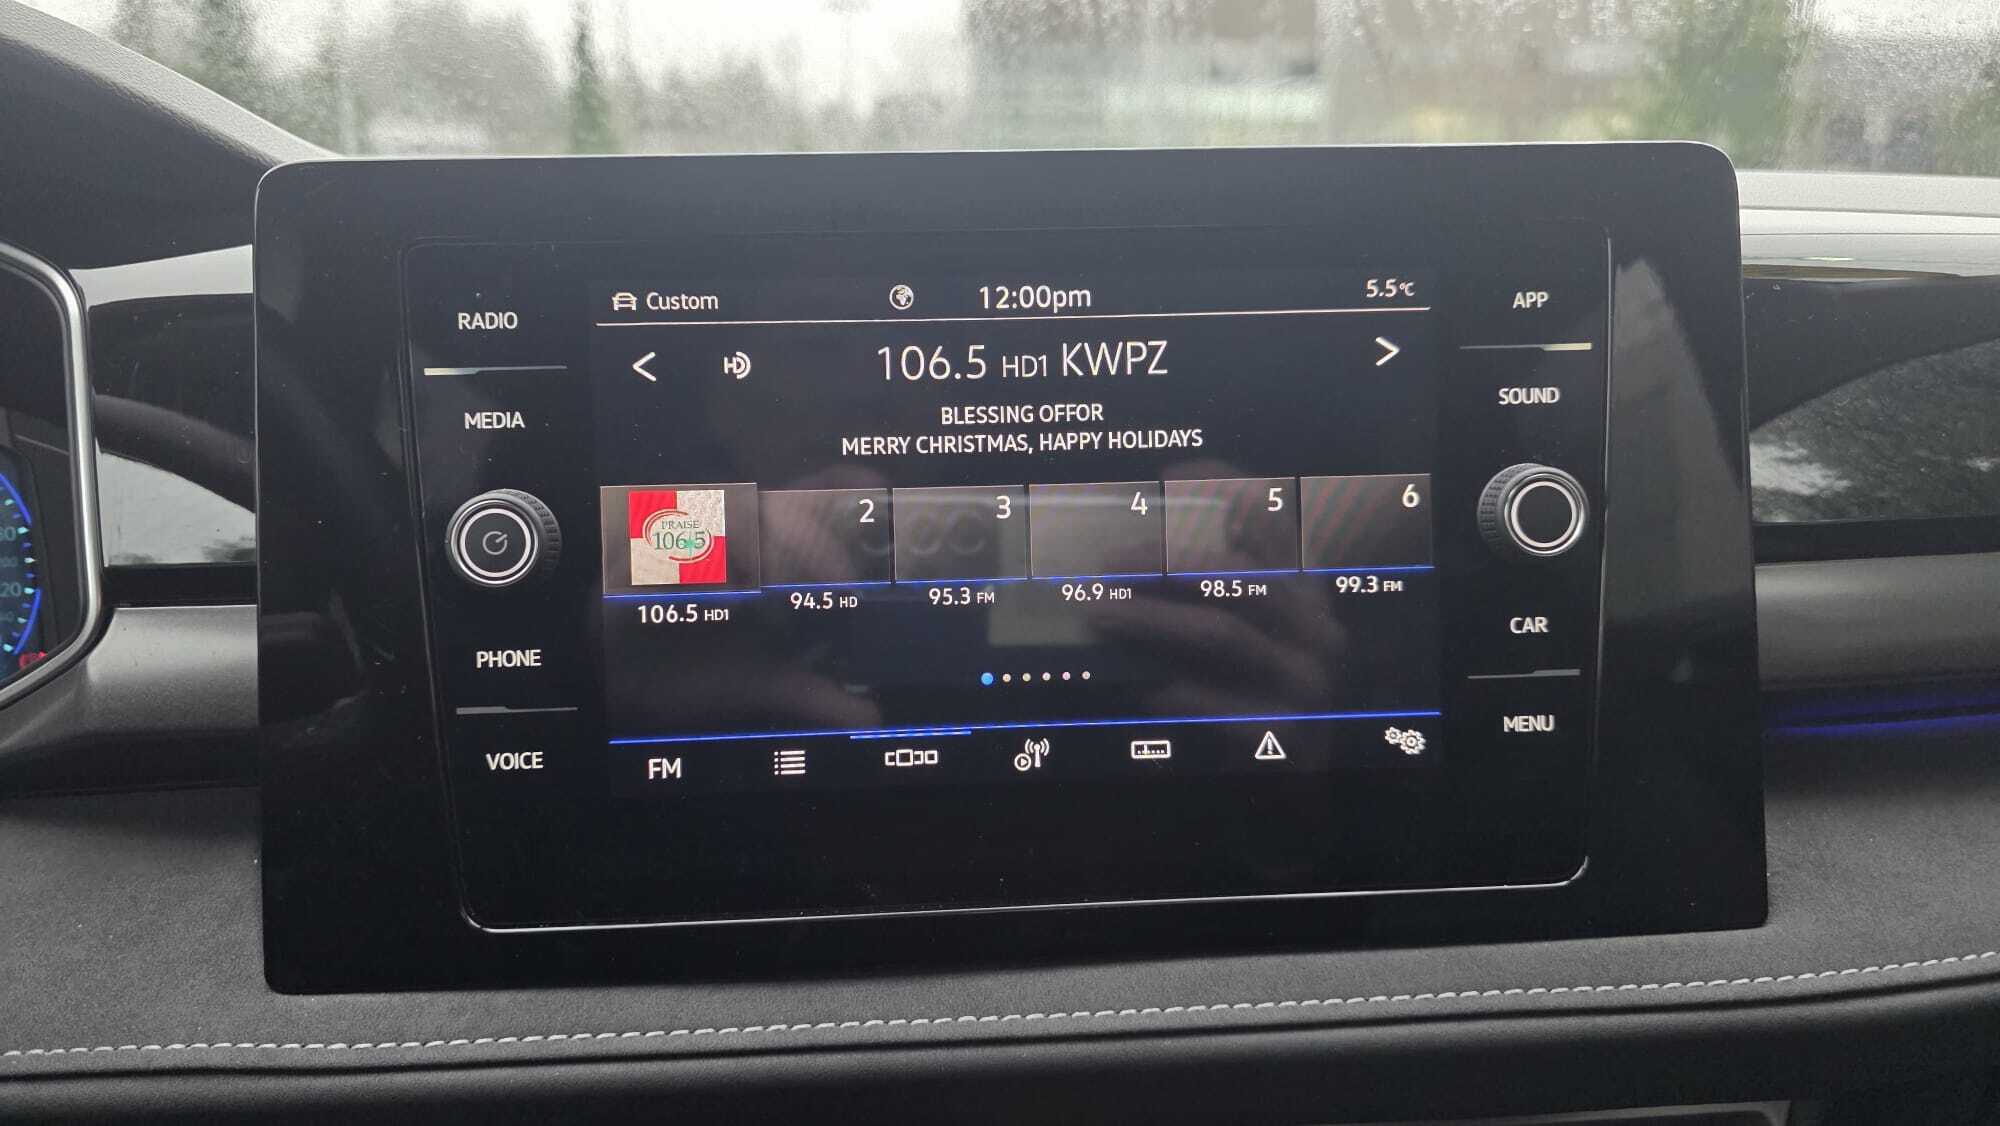 RADIO
MEDIA
PHONE
VOICE
Custom
12:00pm
5.5°C
HD
106.5 HD1 KWPZ
BLESSING OFFOR
MERRY CHRISTMAS, HAPPY HOLIDAYS
PRAISE
106.5
2
3
4
5
6
106.5 HD1
94.5 HD
95.3 FM
96.9 HD1
98.5 FM
99.3 FM
FM
APP
SOUND
CAR
MENU